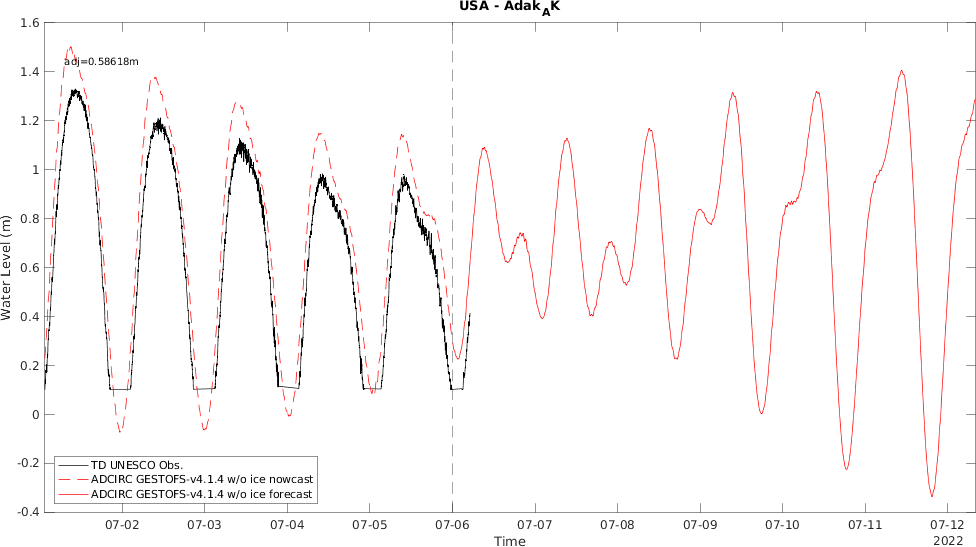 USA - Adak_AK
1.6
1.4
1.2
1
0.8
0.6
0.4
0.2
0
-0.2
-0.4
Water Level (m)
adj=0.58618m
TD UNESCO Obs.
ADCIRC GESTOFS-v4.1.4 w/o ice nowcast
ADCIRC GESTOFS-v4.1.4 w/o ice forecast
07-02 07-03 07-04 07-05 07-06 07-07 07-08 07-09 07-10 07-11 07-12
Time
2022